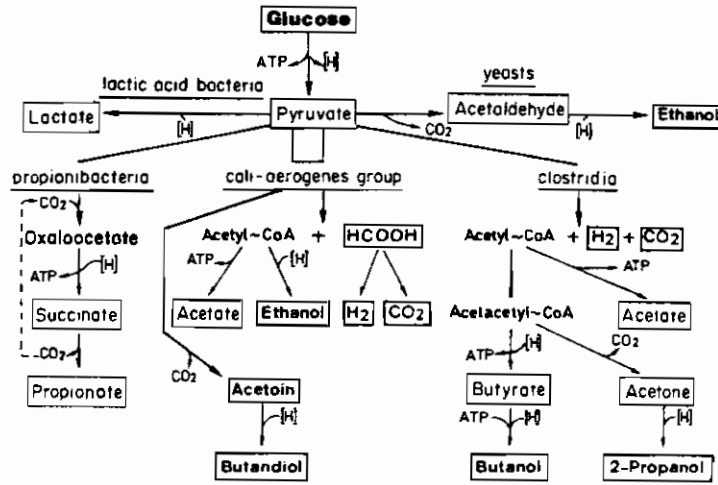 Glucose
ATP [H]
lactic acid bacteria yeasts
Lactate [H] Pyruvate CO2 Acetaldehyde [H] Ethanol
propionibacteria coli-aerogenes group clostridia
CO2
Oxaloacetate Acetyl~CoA + HCOOH Acetyl~CoA + H2 + CO2
ATP [H] ATP [H] ATP
Succinate Acetate Ethanol H2 CO2 Acetacetyl~CoA Acetate
CO2 CO2 ATP [H] CO2
Propionate Acetoin Butyrate Acetone
[H] ATP [H] [H]
Butandiol Butanol 2-Propanol